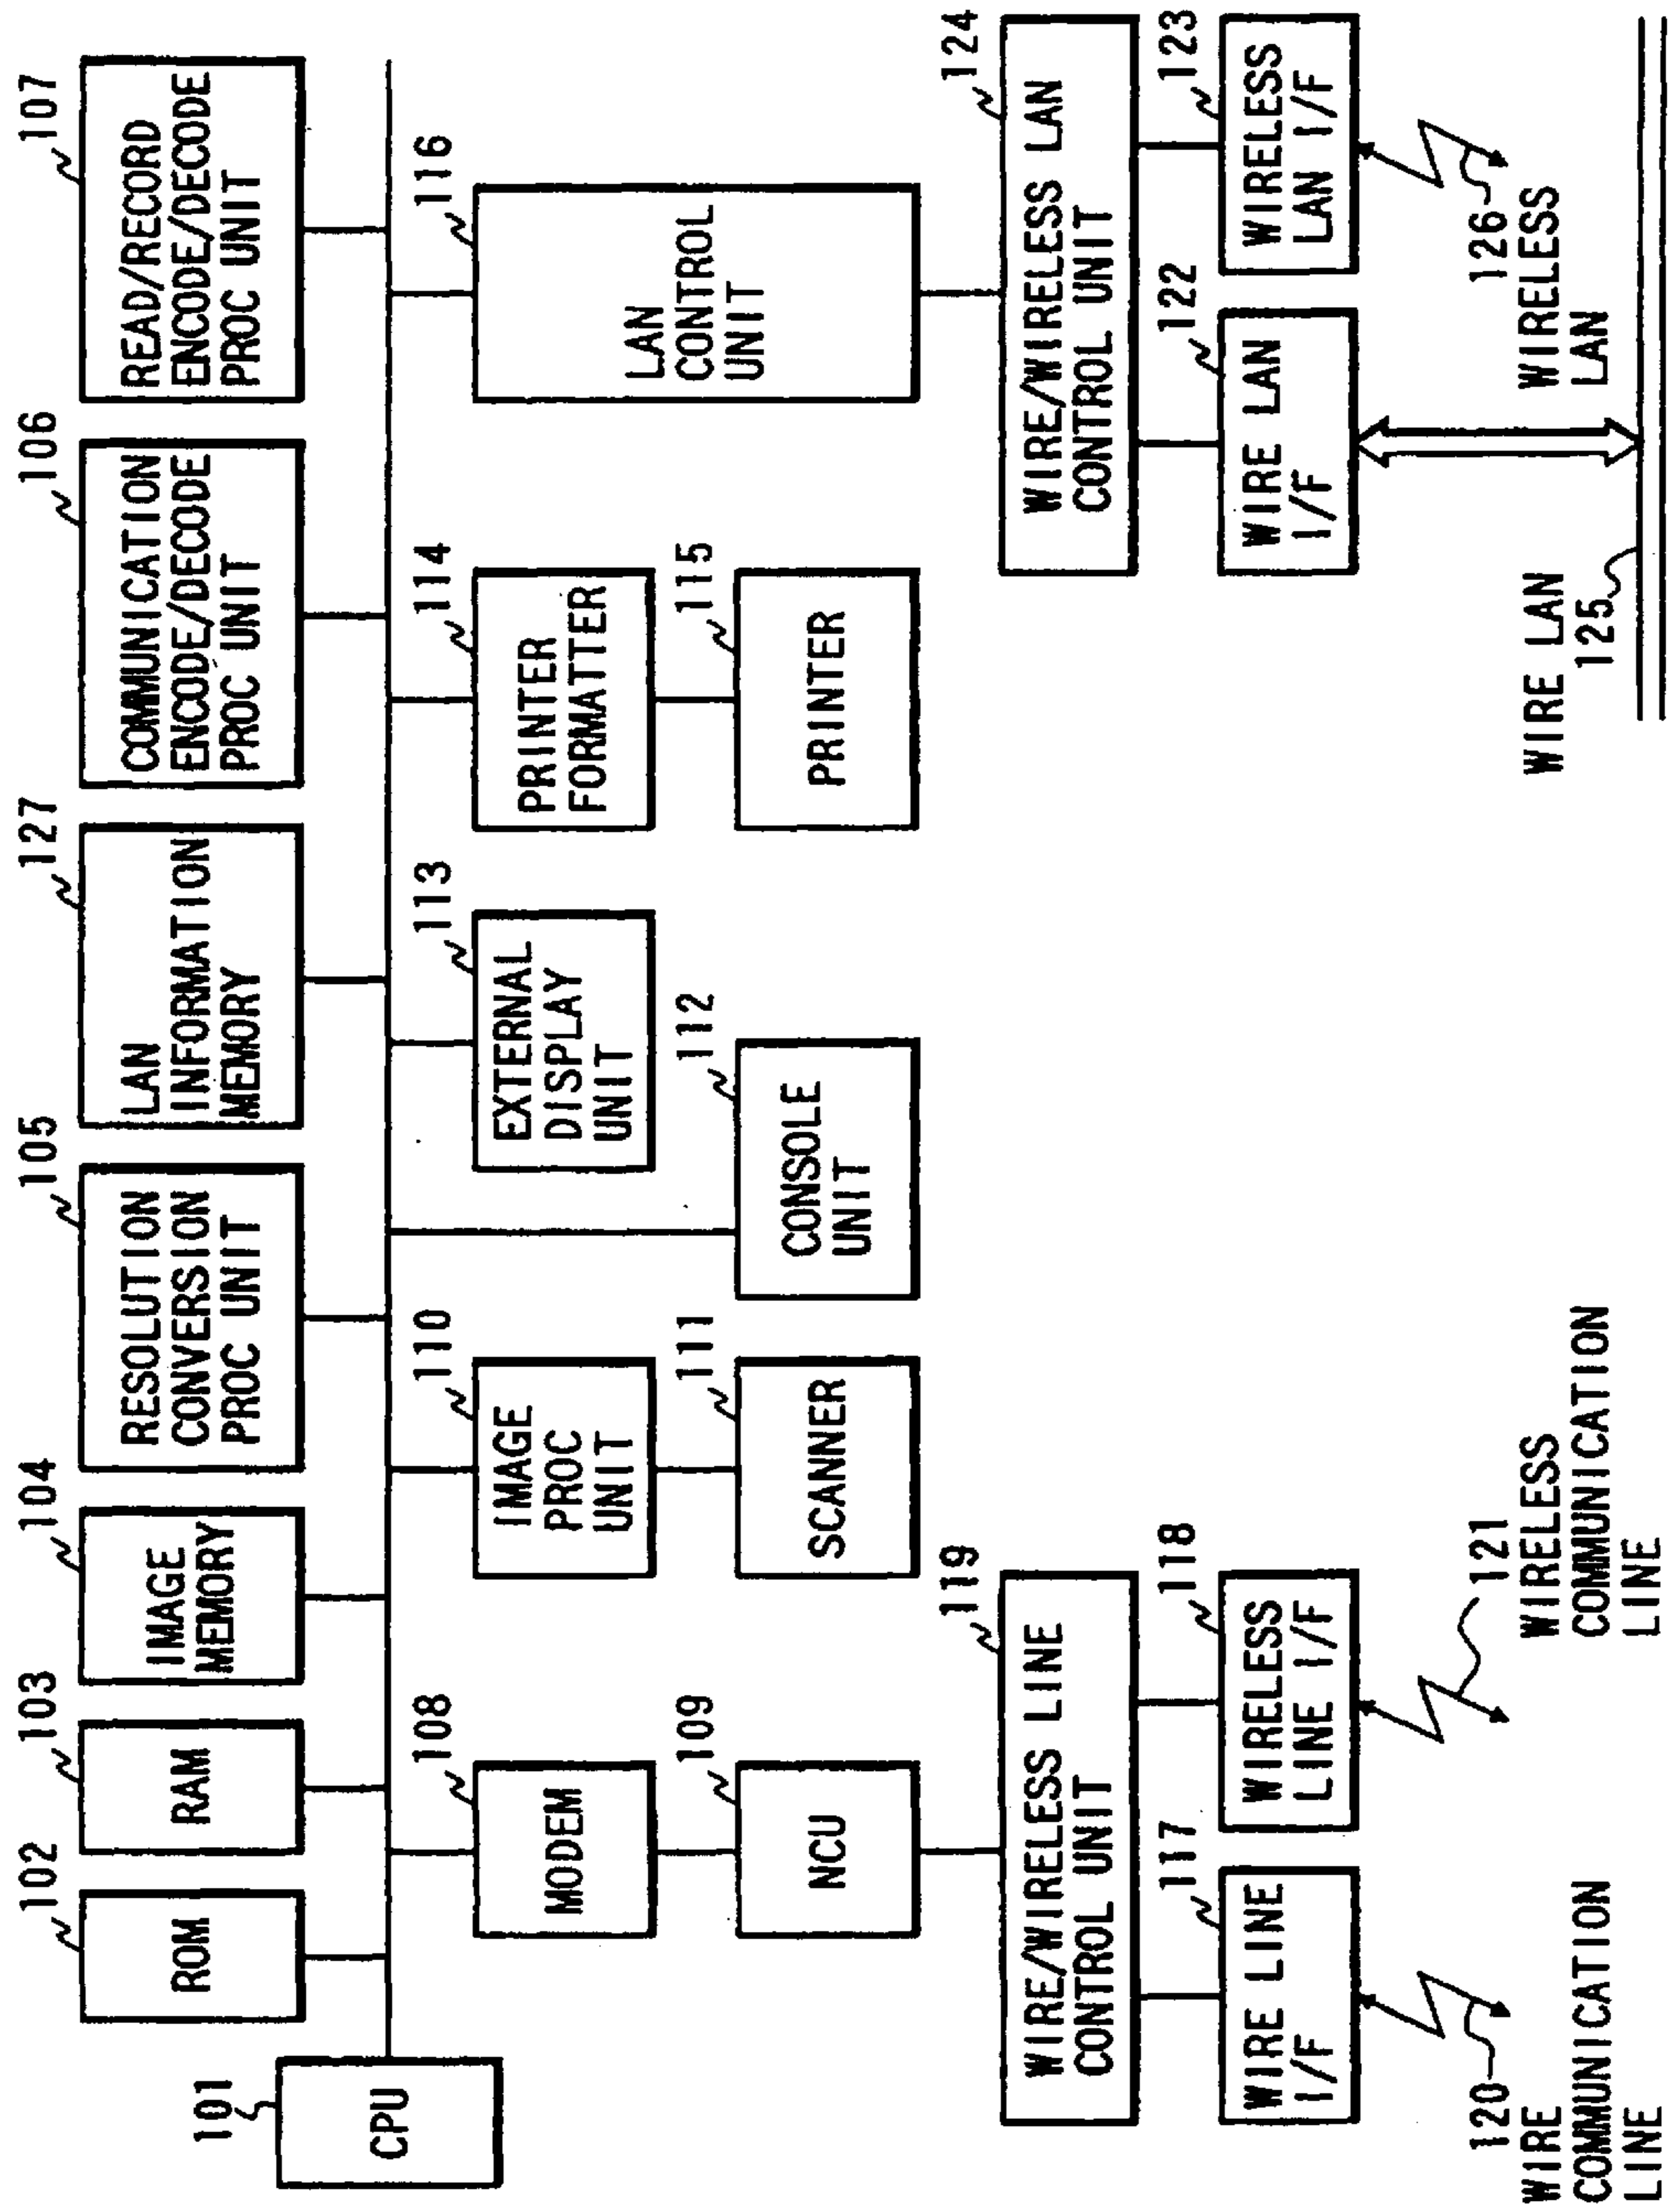 101
CPU
102
ROM
103
RAM
104
IMAGE
MEMORY
105
RESOLUTION
CONVERSION
PROC UNIT
127
LAN
INFORMATION
MEMORY
106
COMMUNICATION
ENCODE/DECODE
PROC UNIT
107
READ/RECORD
ENCODE/DECODE
PROC UNIT
108
MODEM
109
NCU
110
IMAGE
PROC
UNIT
111
SCANNER
112
CONSOLE
UNIT
113
EXTERNAL
DISPLAY
UNIT
114
PRINTER
FORMATTER
115
PRINTER
116
LAN
CONTROL
UNIT
119
WIRE/WIRELESS LINE
CONTROL UNIT
117
WIRE LINE
I/F
118
WIRELESS
LINE I/F
120
WIRE
COMMUNICATION
LINE
121
WIRELESS
COMMUNICATION
LINE
124
WIRE/WIRELESS LAN
CONTROL UNIT
122
WIRE LAN
I/F
123
WIRELESS
LAN I/F
WIRE LAN
125
126
WIRELESS
LAN